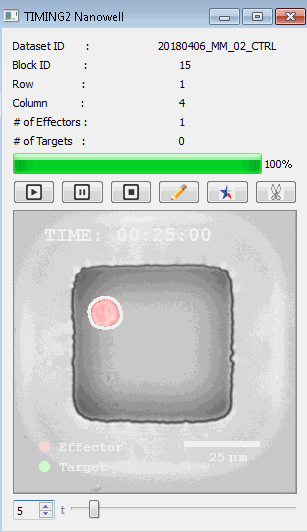 TIMING2 Nanowell
Dataset ID : 20180406_MM_02_CTRL
Block ID : 15
Row : 1
Column : 4
# of Effectors : 1
# of Targets : 0
100%
TIME: 00:25:00
Effector
Target
25 µm
5 t